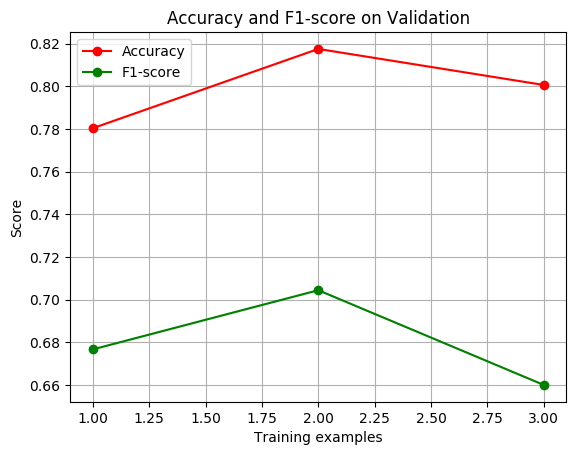 Accuracy and F1-score on Validation
Accuracy
F1-score
0.82
0.80
0.78
0.76
0.74
0.72
0.70
0.68
0.66
Score
1.00 1.25 1.50 1.75 2.00 2.25 2.50 2.75 3.00
Training examples